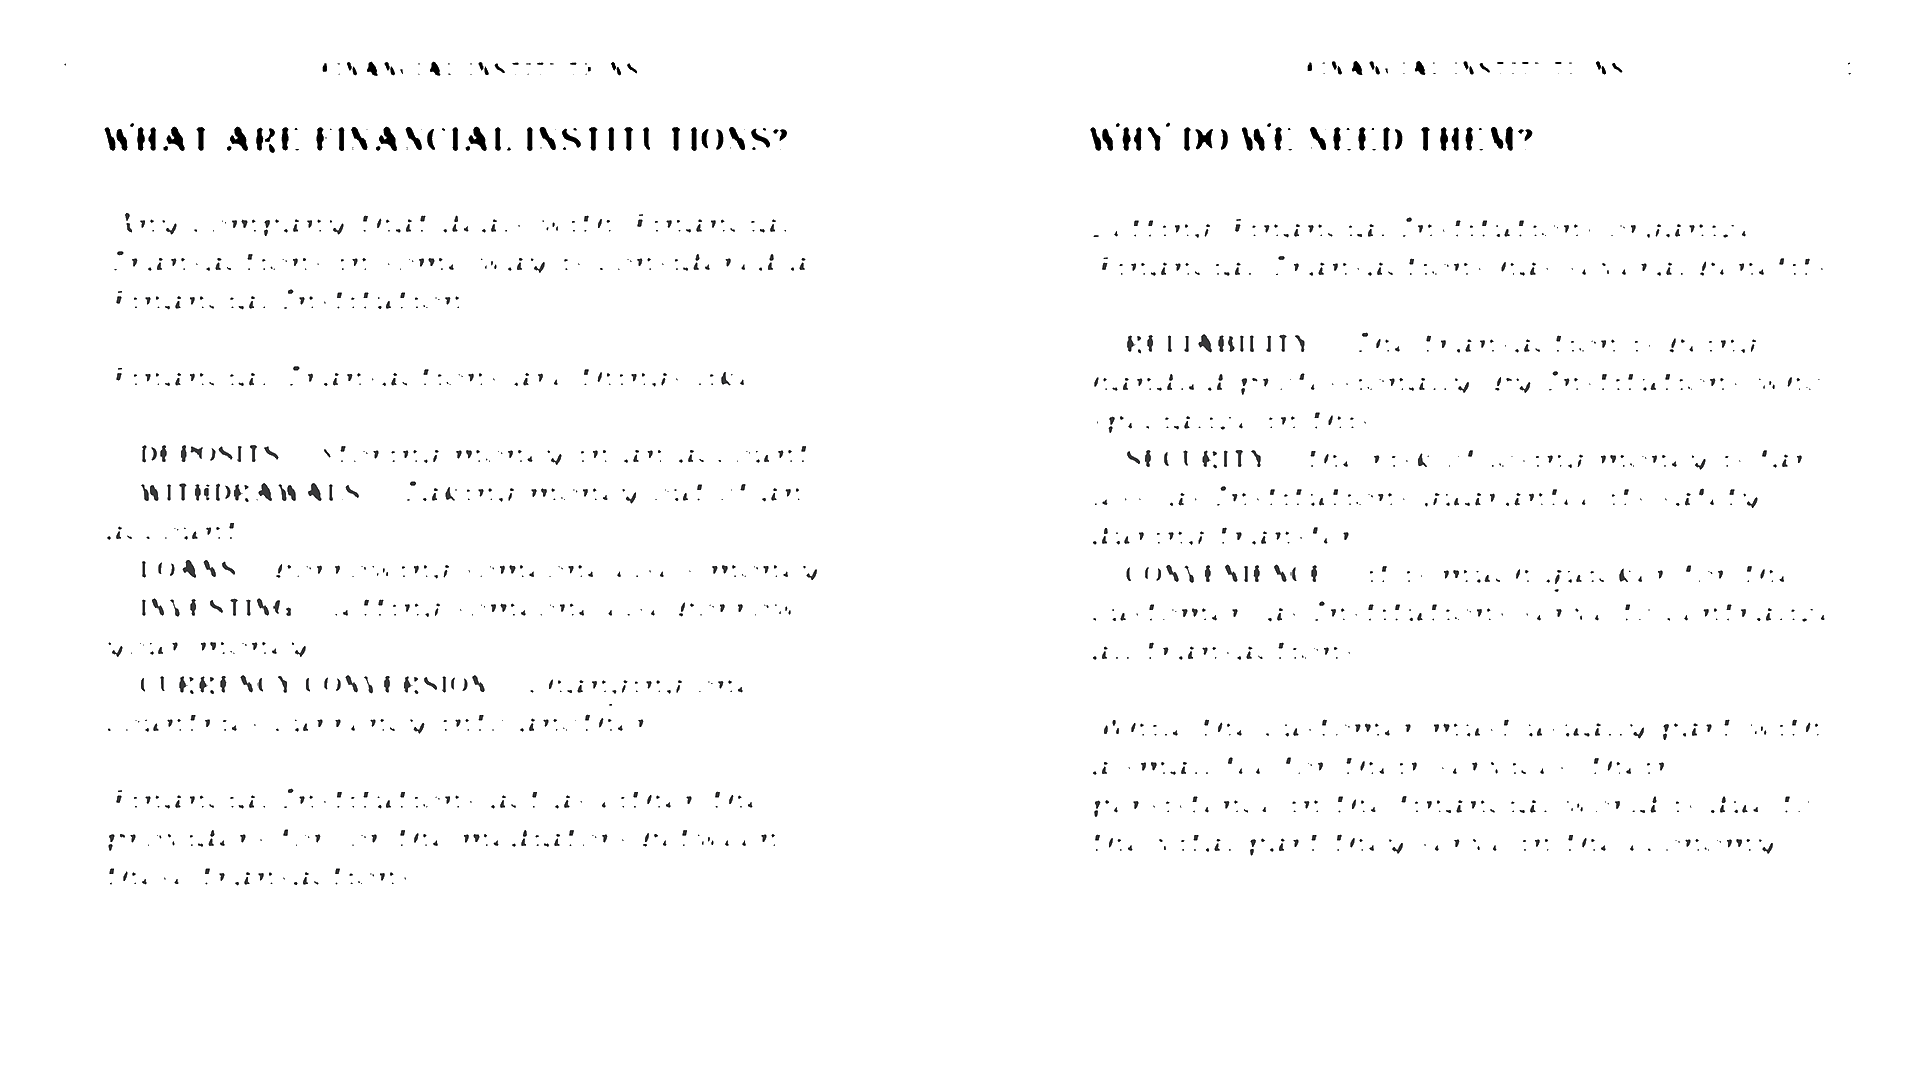 FINANCIAL INSTITUTIONS
WHAT ARE FINANCIAL INSTITUTIONS?
Any company that deals with Financial
Transactions in some way is considered a
Financial Institution
Financial Transactions are things like
DEPOSITS Storing money in an account
WITHDRAWALS Taking money out of an
account
LOANS Borrowing someone else's money
INVESTING Letting someone else borrow
your money
CURRENCY CONVERSION Changing one
countries currency into another
Financial Institutions act as either the
providers for or the mediators between
these transactions
FINANCIAL INSTITUTIONS
WHY DO WE NEED THEM?
Letting Financial Institutions organize
Financial Transactions has several benefits
RELIABILITY The transaction is being
handled professionally by Institutions who
specialize in this
SECURITY The risk of losing money is far
less as Institutions guarantee its safety
during transfer
CONVENIENCE It is much quicker for the
customer as Institutions serve to centralize
all transactions
While the customer must usually part with
a small fee for their services their
persistence in the financial world is due to
the vital part they serve in the economy